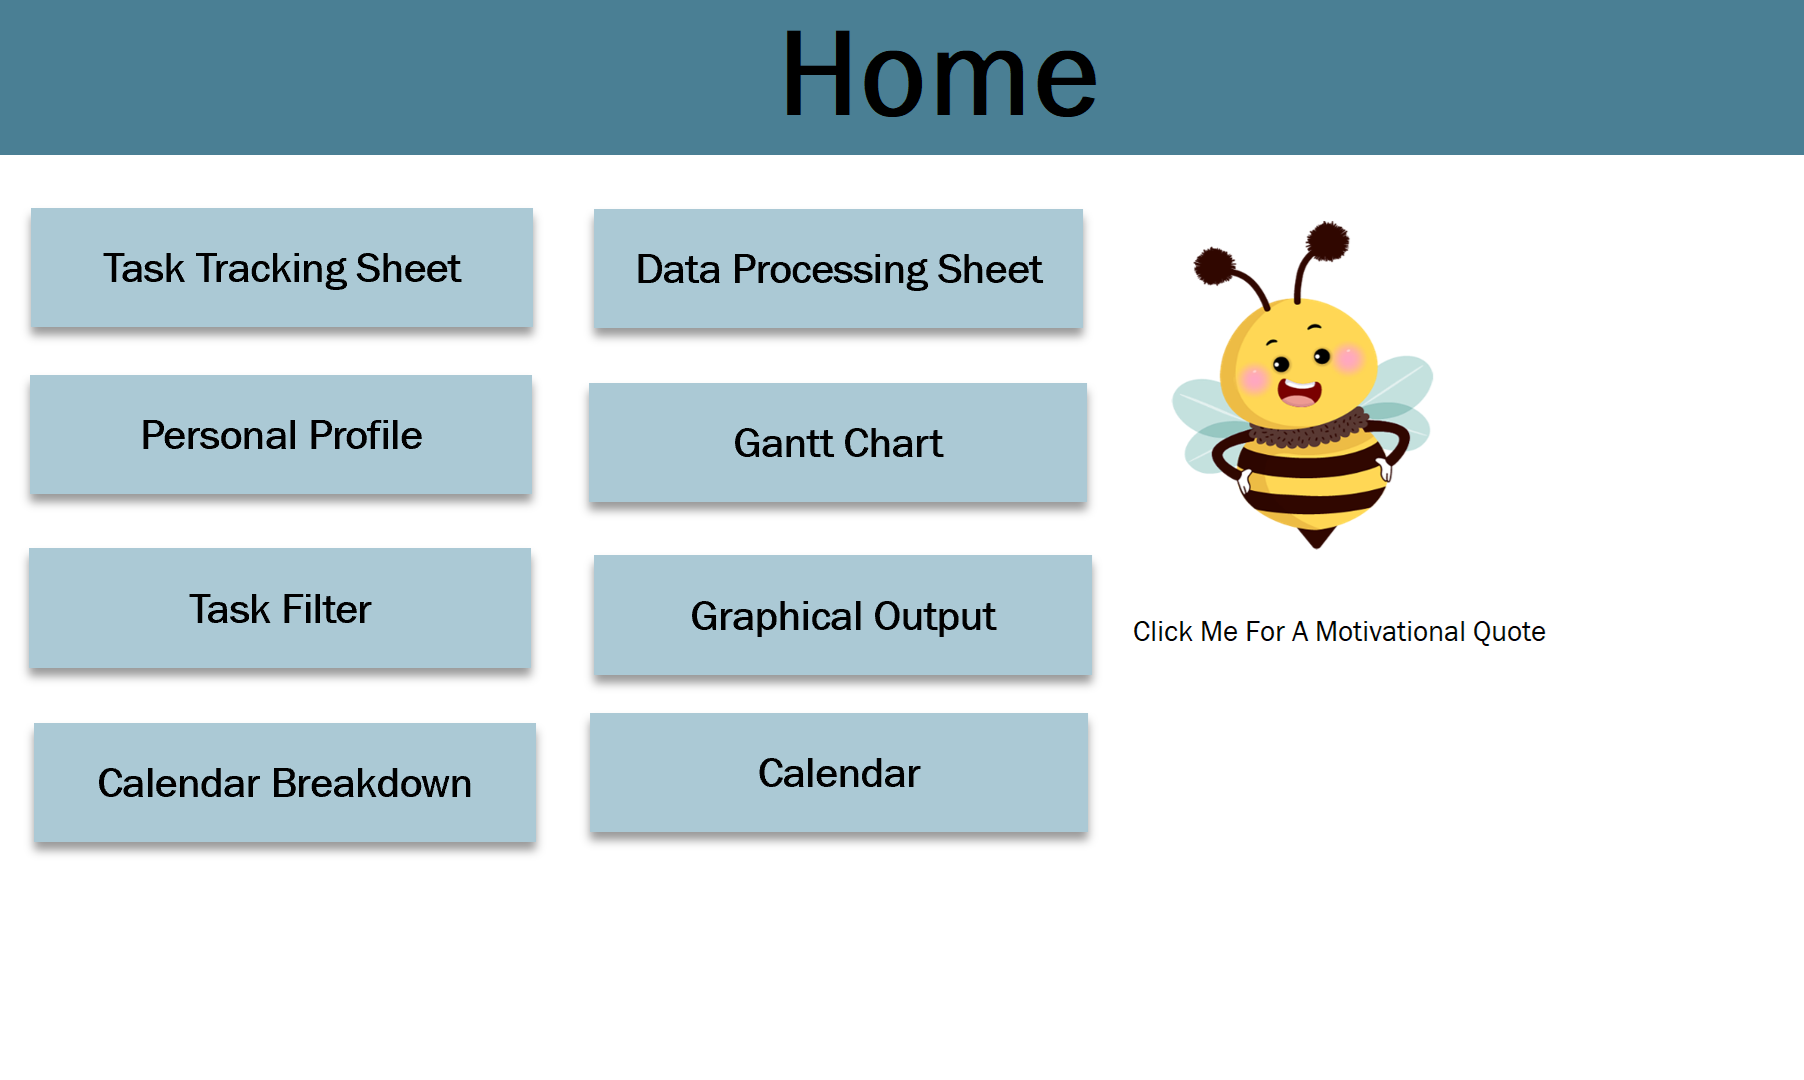 Home
Task Tracking Sheet
Data Processing Sheet
Personal Profile
Gantt Chart
Task Filter
Graphical Output
Click Me For A Motivational Quote
Calendar Breakdown
Calendar